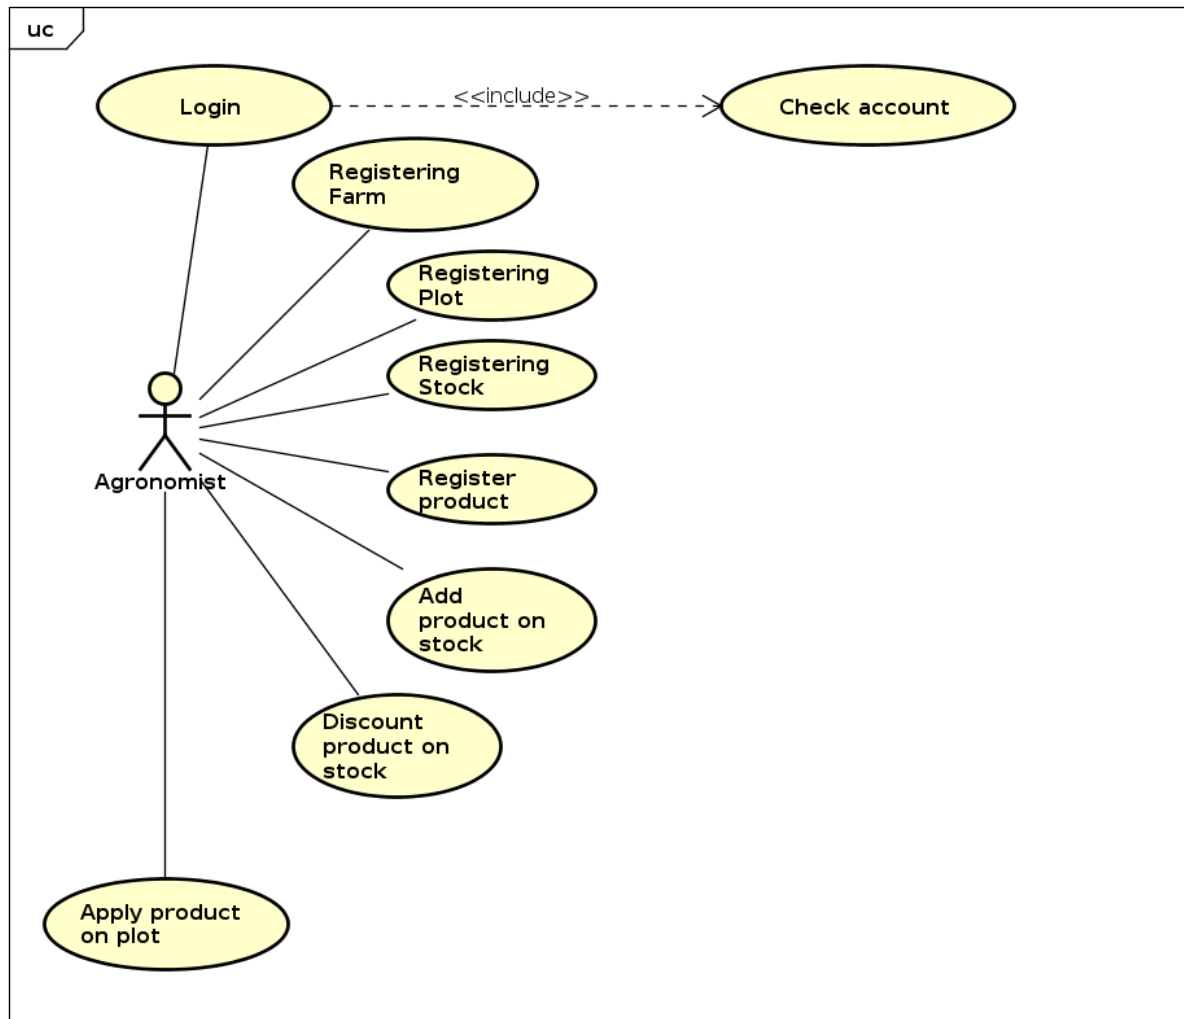 uc
Login
<<include>>
Check account
Registering
Farm
Registering
Plot
Registering
Stock
Agronomist
Register
product
Add
product on
stock
Discount
product on
stock
Apply product
on plot